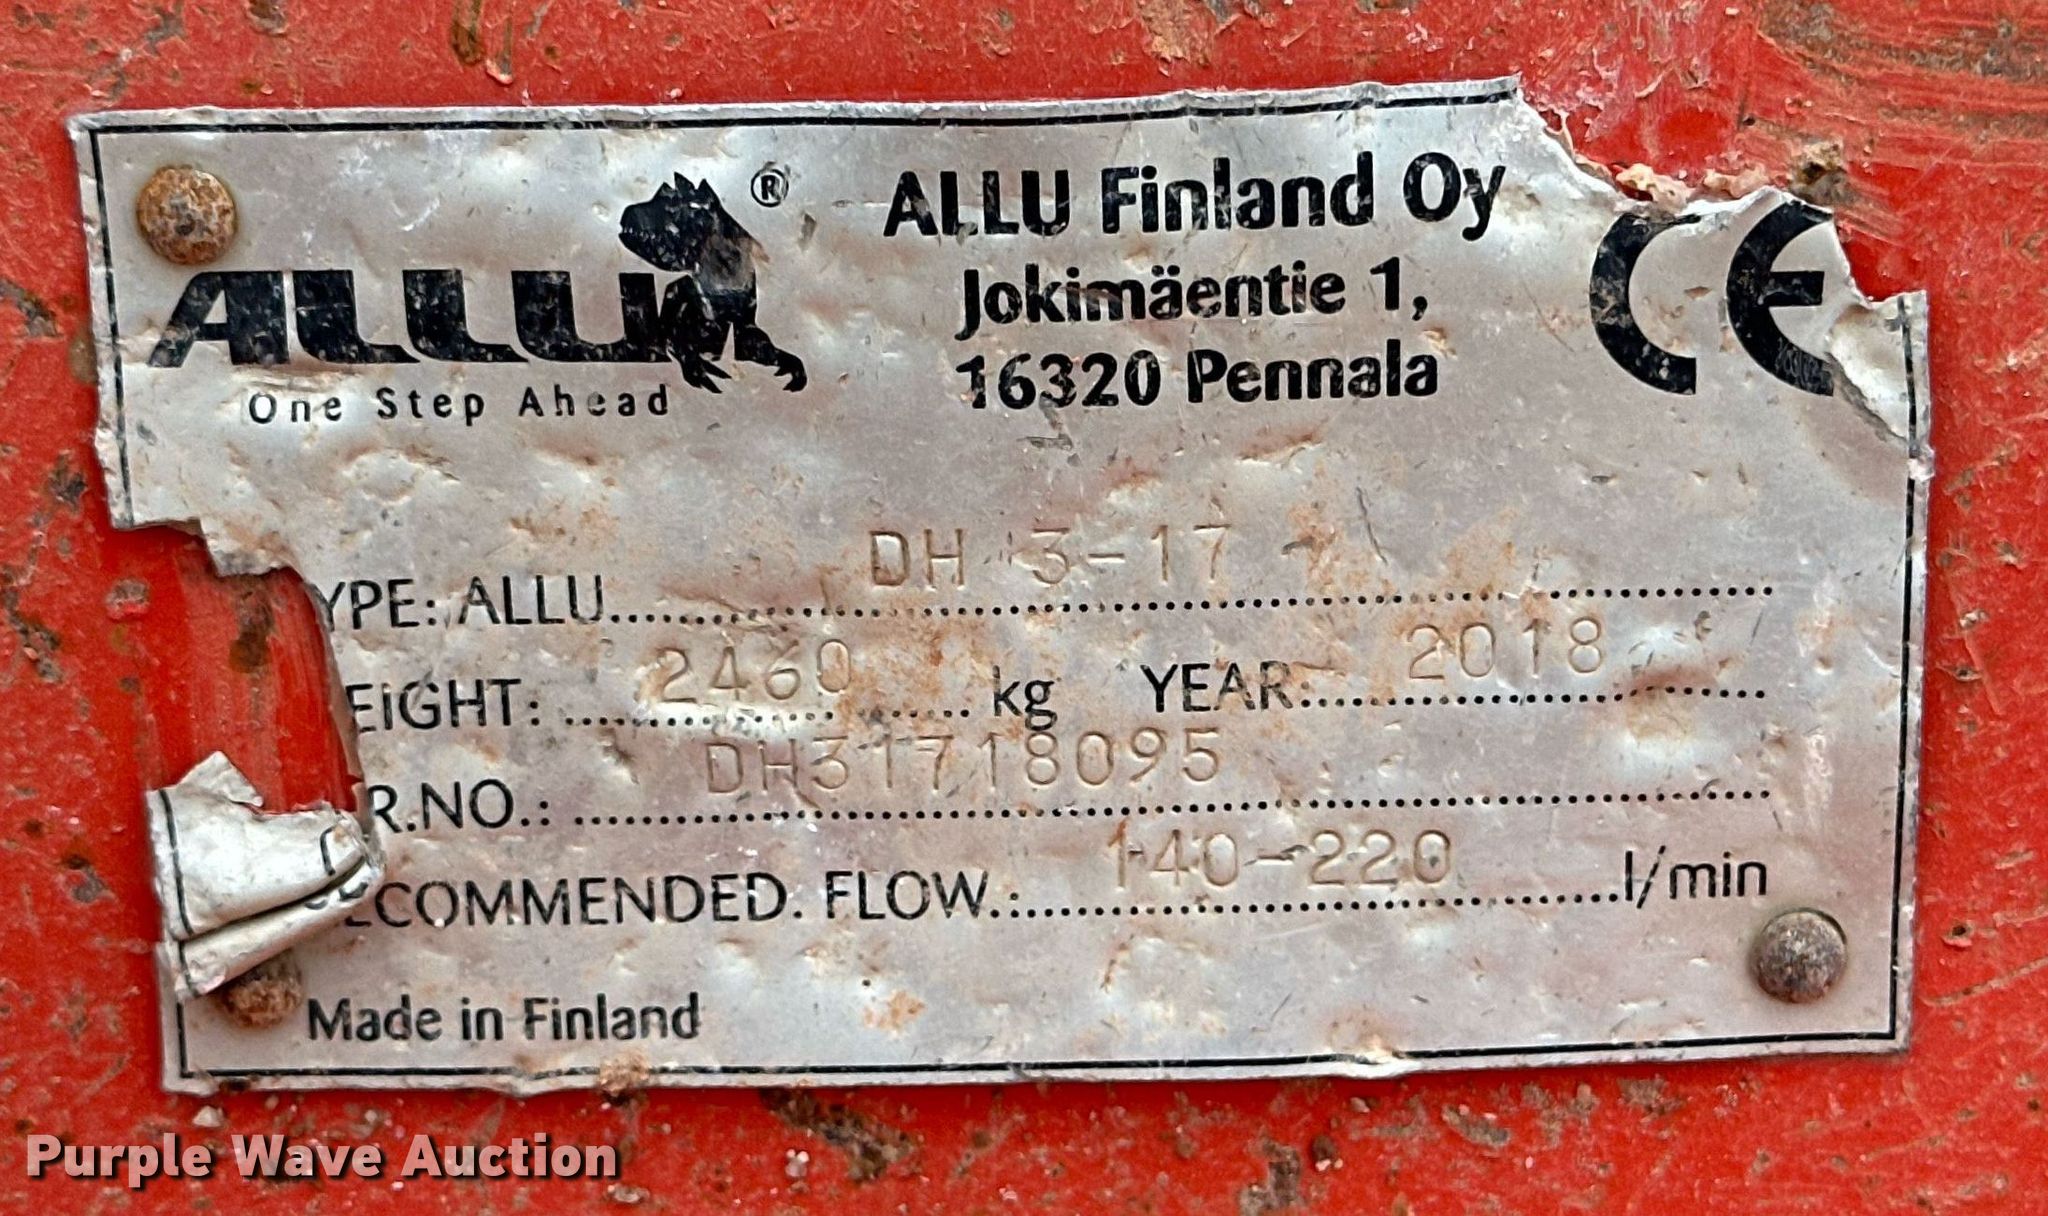 ALLU®
One Step Ahead
ALLU Finland Oy
Jokimäentie 1,
16320 Pennala
CE
YPE: ALLU DH 3-17
EIGHT: 2460 kg YEAR: 2018
R.NO.: DH31718095
ECOMMENDED. FLOW.: 140-220 l/min
Made in Finland
Purple Wave Auction